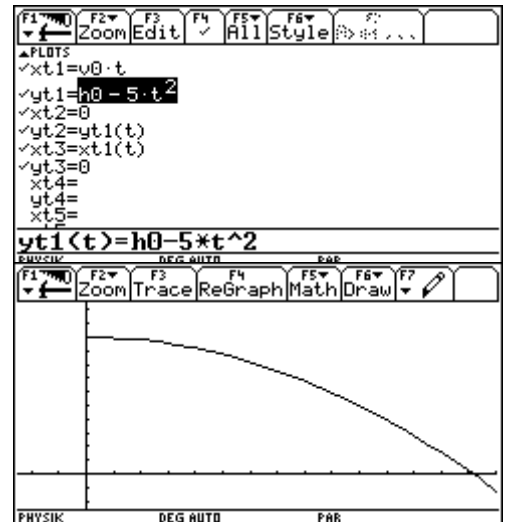 F1 F2 F3 F4 F5 F6
Zoom Edit ✓ All Style
PLOTS
✓xt1=v0·t
✓yt1=h0-5·t²
✓xt2=0
✓yt2=yt1(t)
✓xt3=xt1(t)
✓yt3=0
xt4=
yt4=
xt5=
yt1(t)=h0-5*t^2
PHYSIK DEG AUTO PAR
F1 F2 F3 F4 F5 F6 F7
Zoom Trace ReGraph Math Draw
PHYSIK DEG AUTO PAR